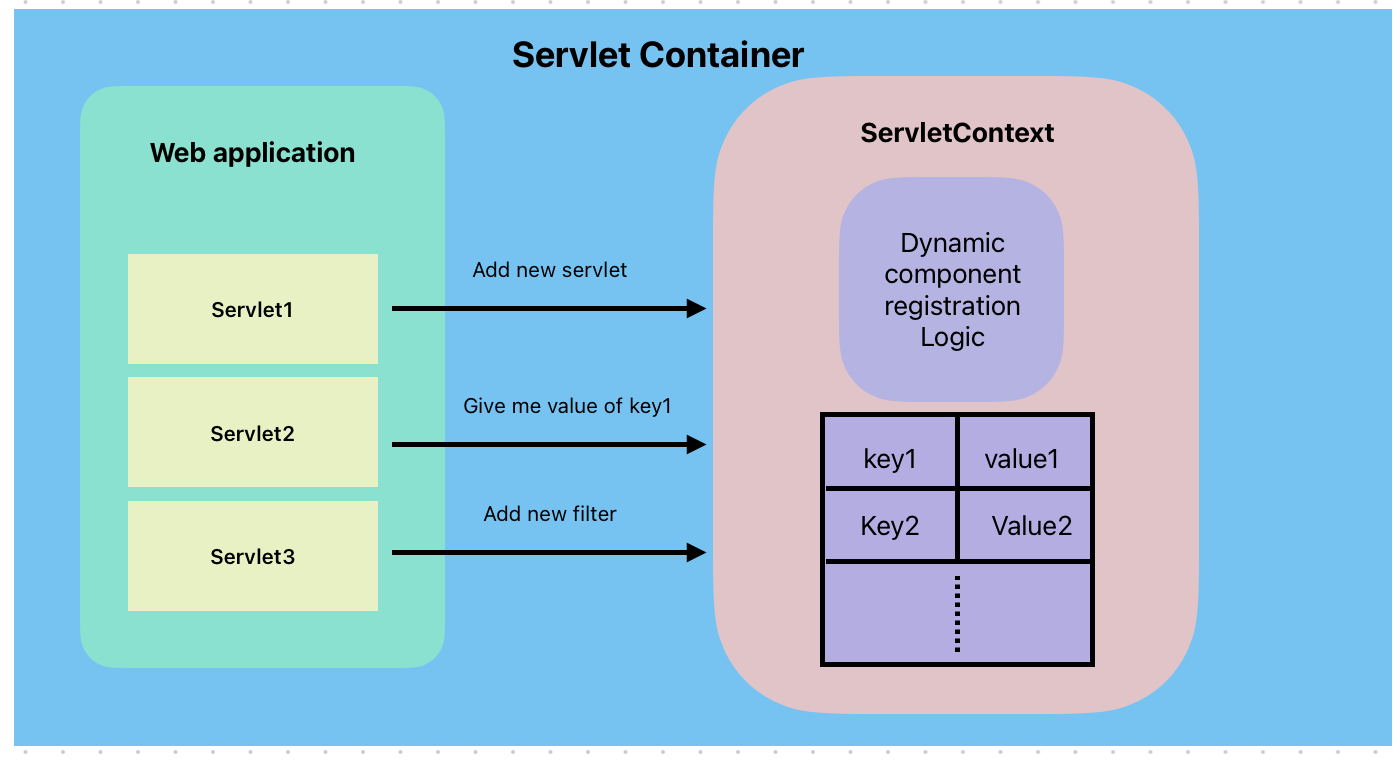 Servlet Container
Web application
Servlet1
Servlet2
Servlet3
Add new servlet
Give me value of key1
Add new filter
ServletContext
Dynamic
component
registration
Logic
key1 value1
Key2 Value2